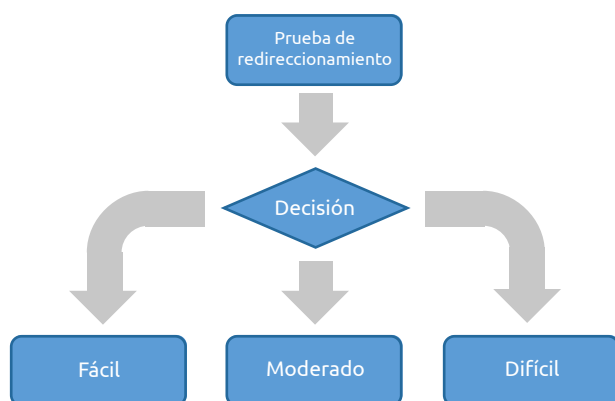 Prueba de
redireccionamiento
Decisión
Fácil
Moderado
Difícil